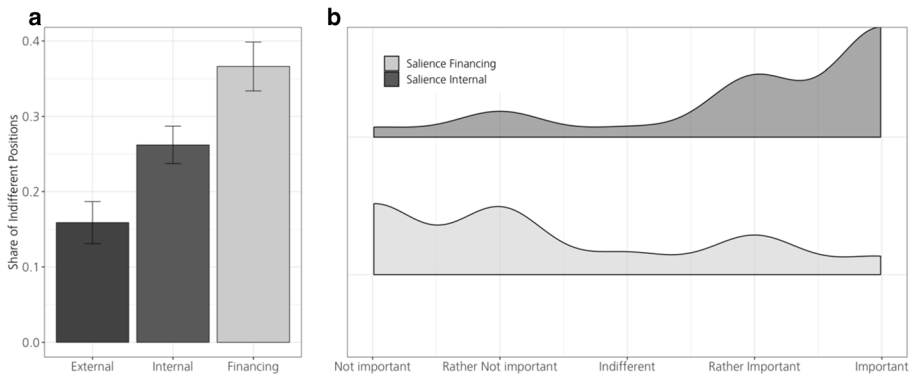 a
b
Share of Indifferent Positions
0.4
0.3
0.2
0.1
0.0
External Internal Financing
Salience Financing
Salience Internal
Not important Rather Not important Indifferent Rather Important Important